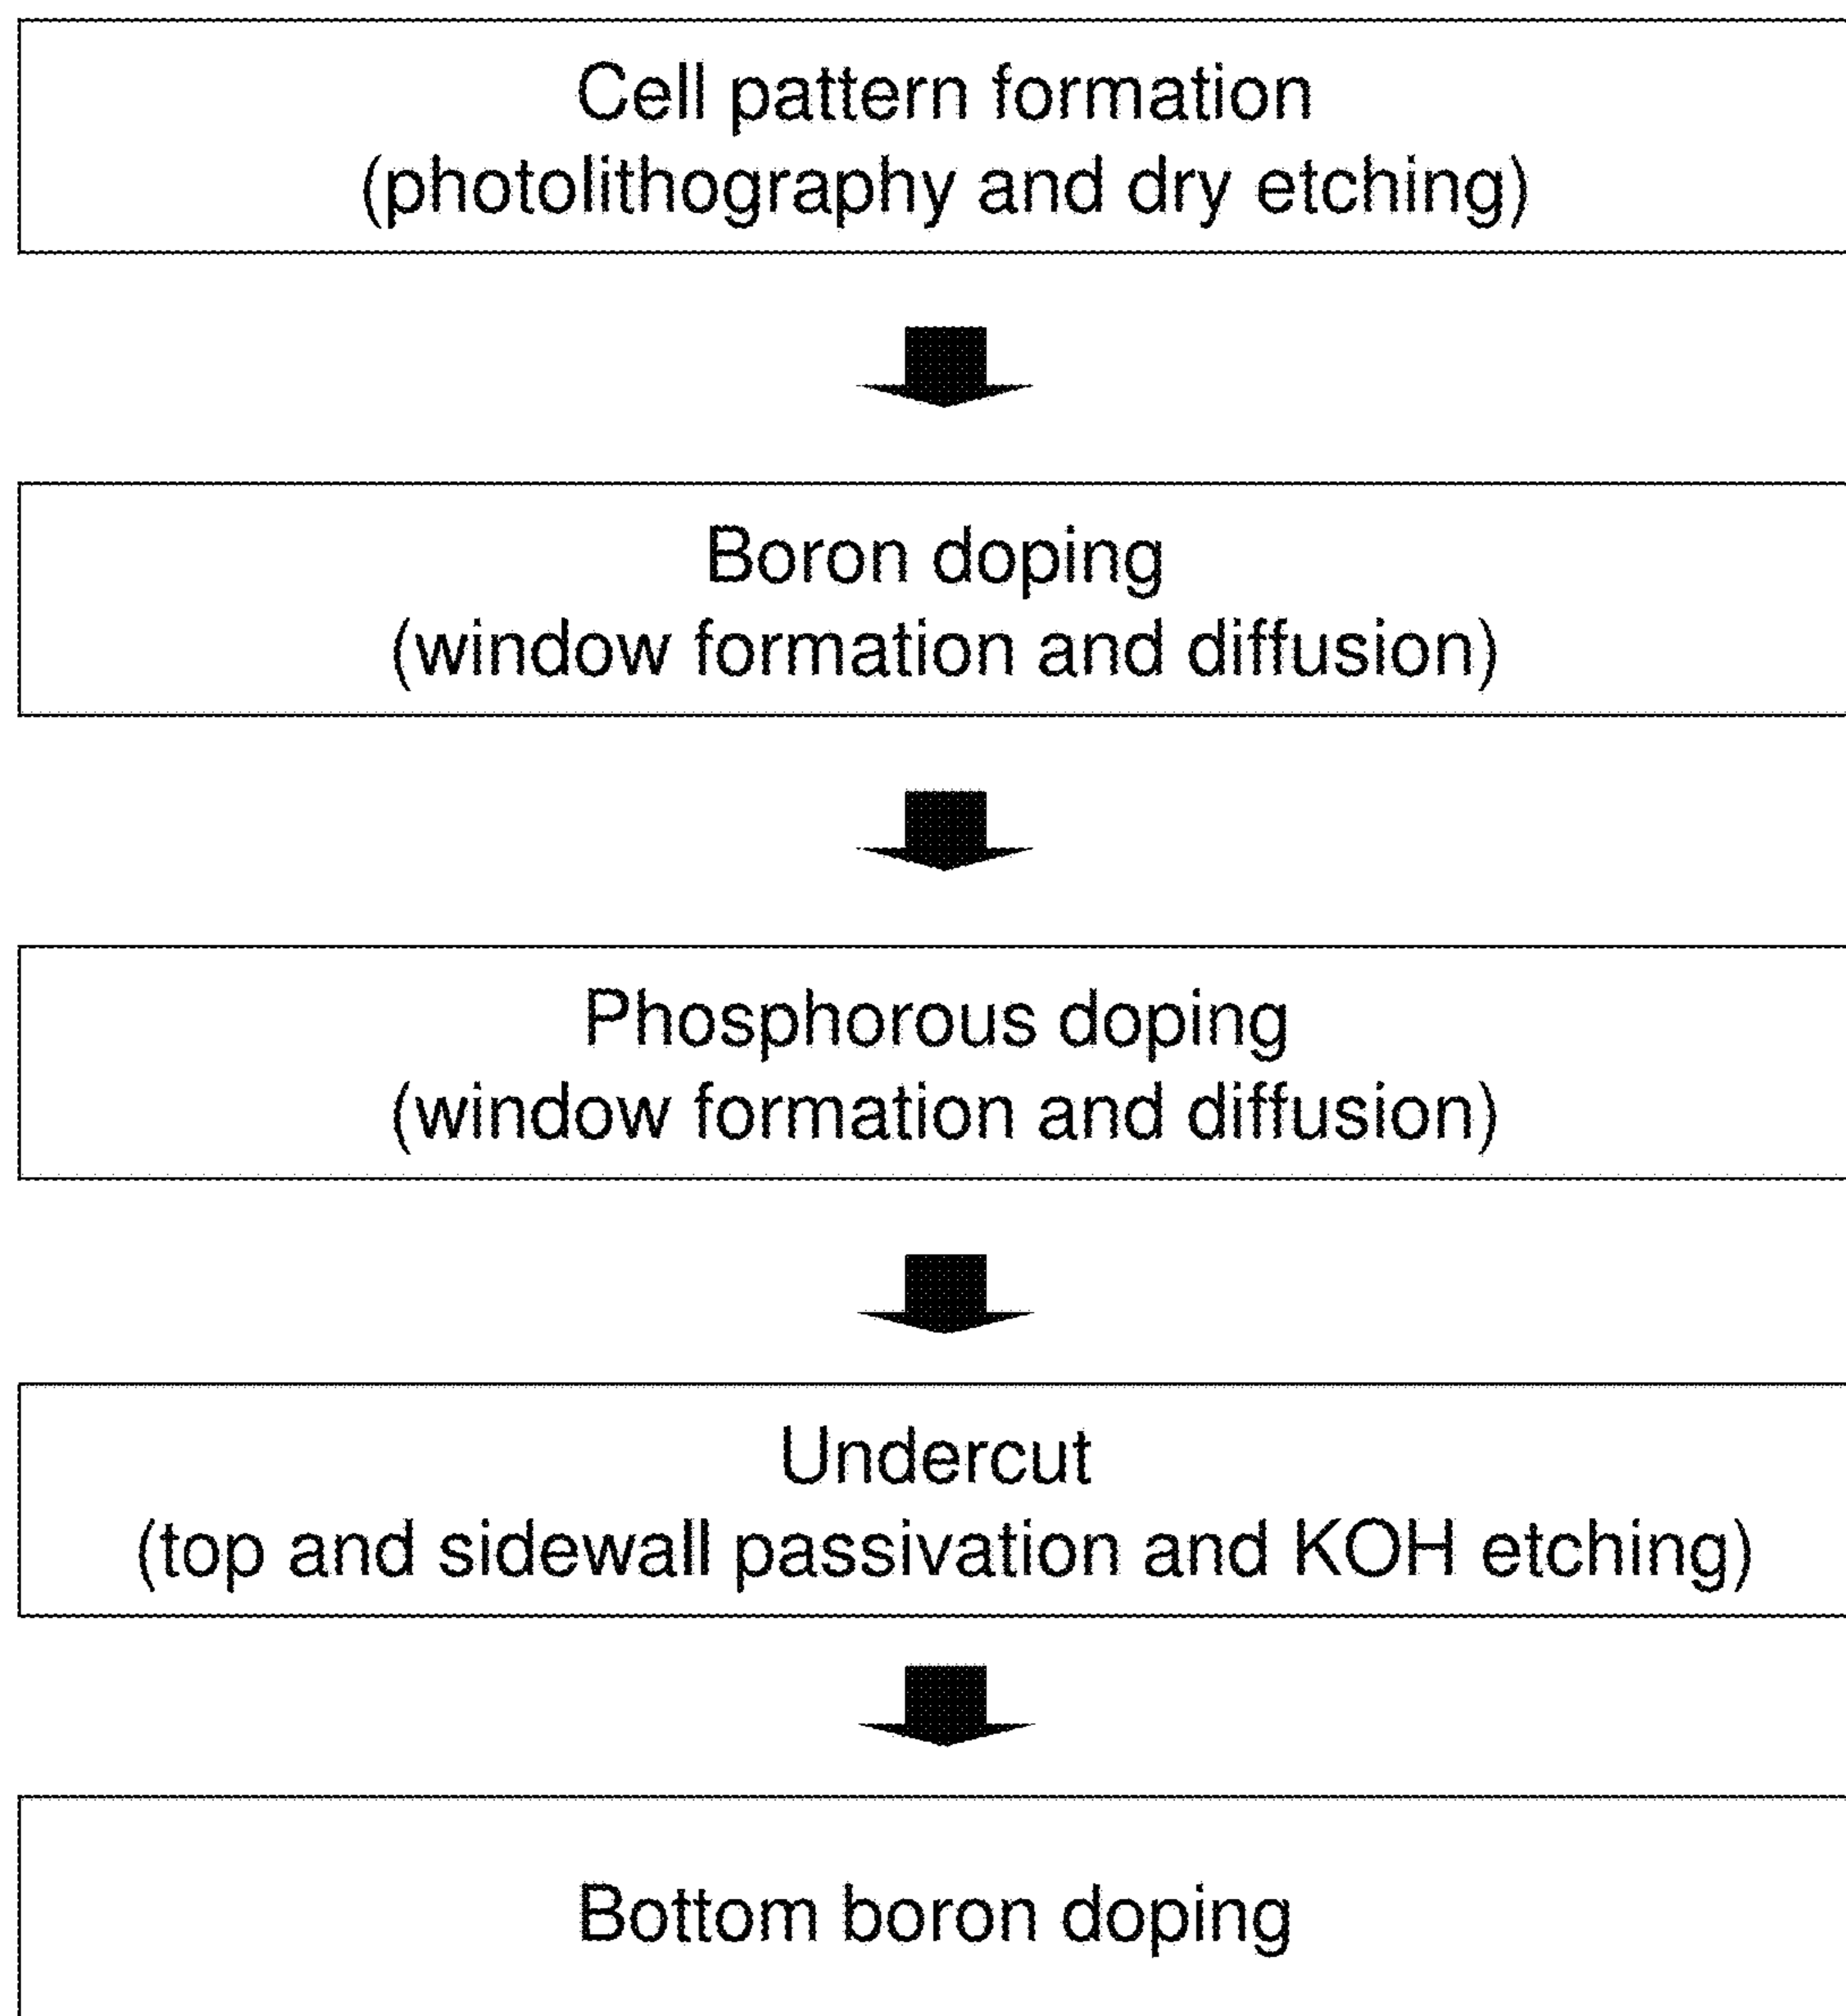 Cell pattern formation
(photolithography and dry etching)
Boron doping
(window formation and diffusion)
Phosphorous doping
(window formation and diffusion)
Undercut
(top and sidewall passivation and KOH etching)
Bottom boron doping